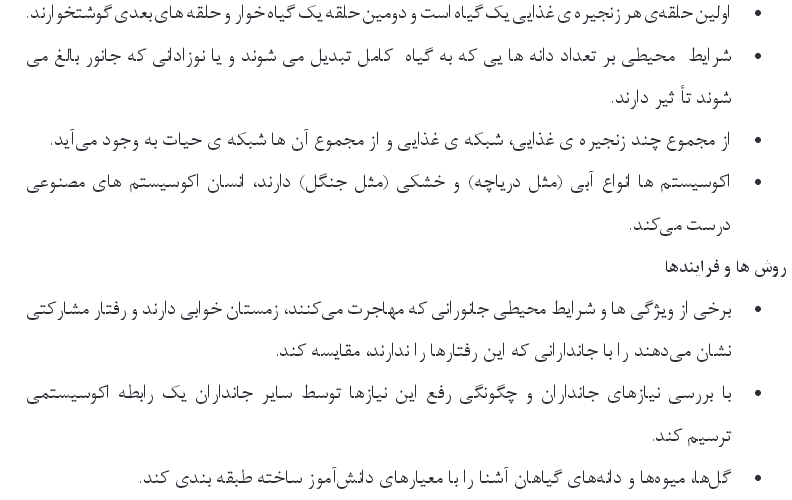 • اولین حلقه‌ی هر زنجیره ی غذایی یک گیاه است و دومین حلقه یک گیاه خوار و حلقه های بعدی گوشتخوارند.
• شرایط محیطی بر تعداد دانه ها یی که به گیاه کامل تبدیل می شوند و یا نوزادانی که جانور بالغ می
شوند تأ ثیر دارند.
• از مجموع چند زنجیره ی غذایی، شبکه ی غذایی و از مجموع آن ها شبکه ی حیات به وجود می‌آید.
• اکوسیستم ها انواع آبی (مثل دریاچه) و خشکی (مثل جنگل) دارند، انسان اکوسیستم های مصنوعی
درست می‌کند.
روش ها و فرایندها
• برخی از ویژگی ها و شرایط محیطی جانورانی که مهاجرت می‌کنند، زمستان خوابی دارند و رفتار مشارکتی
نشان می‌دهند را با جاندارانی که این رفتارها را ندارند، مقایسه کند.
• با بررسی نیازهای جانداران و چگونگی رفع این نیازها توسط سایر جانداران یک رابطه اکوسیستمی
ترسیم کند.
• گل‌ها، میوه‌ها و دانه‌های گیاهان آشنا را با معیارهای دانش‌آموز ساخته طبقه بندی کند.